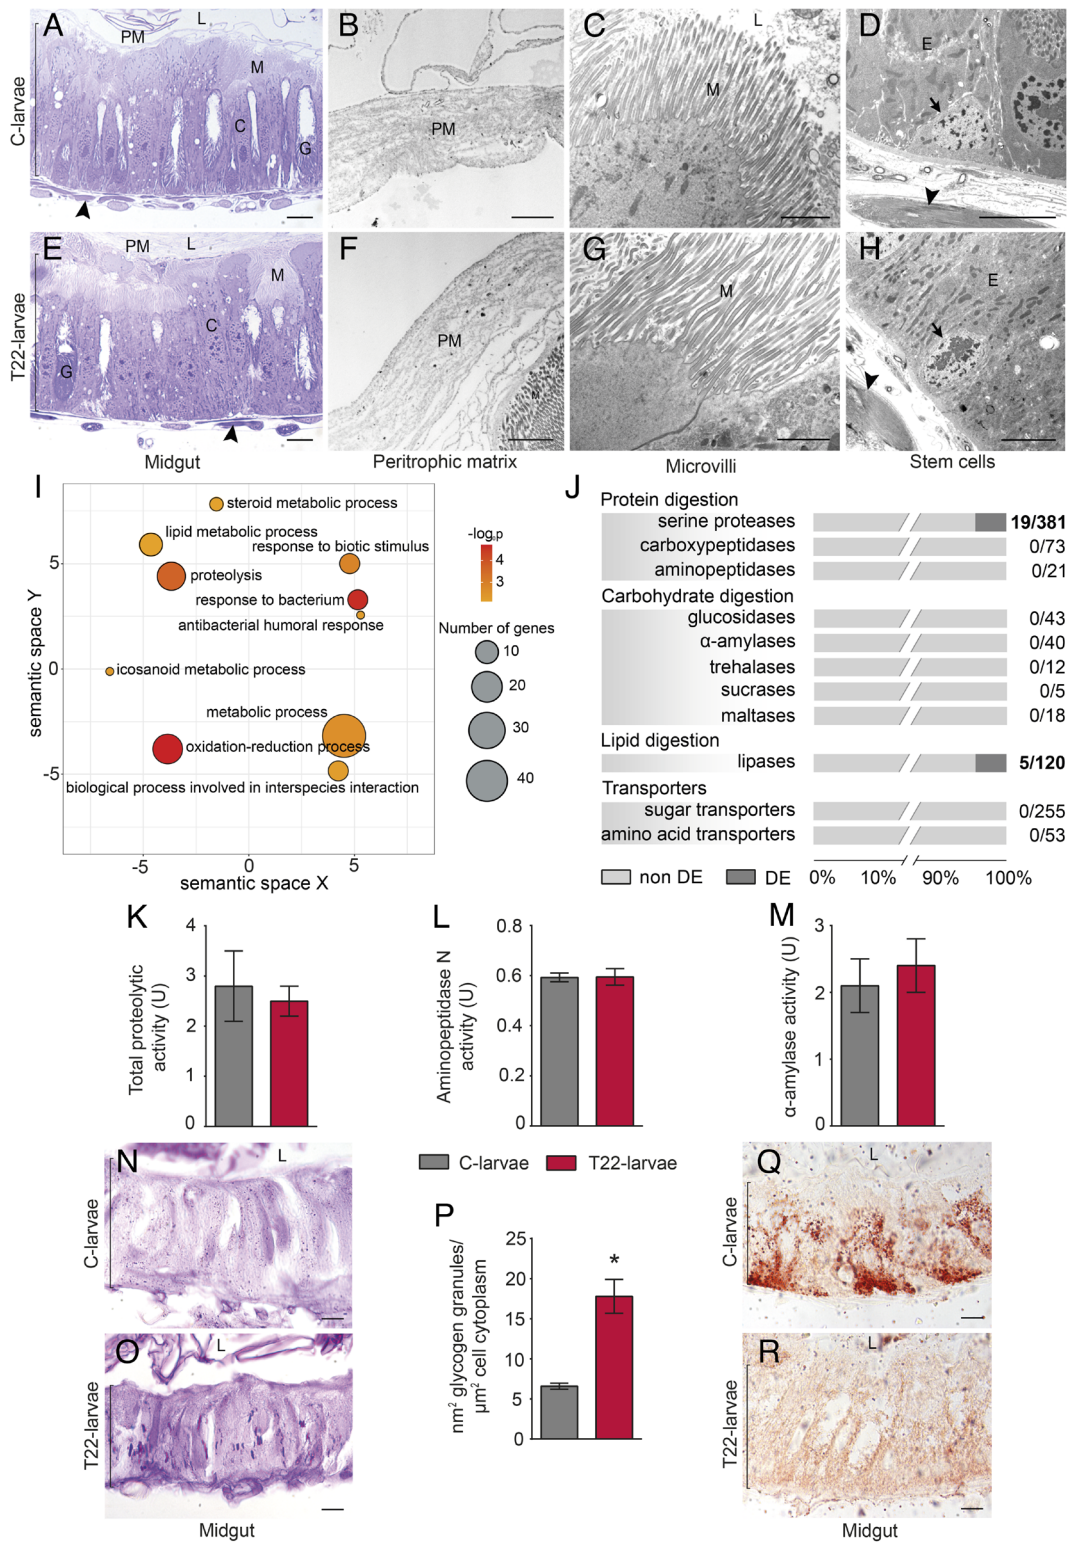 A
L
PM
M
C
G
C-larvae
B
PM
C
L
M
D
E
E
PM
L
M
C
G
T22-larvae
F
PM
M
G
M
H
E
Midgut
Peritrophic matrix
Microvilli
Stem cells
I
steroid metabolic process
lipid metabolic process
response to biotic stimulus
proteolysis
response to bacterium
antibacterial humoral response
icosanoid metabolic process
metabolic process
oxidation-reduction process
biological process involved in interspecies interaction
5
0
-5
semantic space Y
-5
0
5
semantic space X
4
3
Number of genes
10
20
30
40
J
Protein digestion
serine proteases 19/381
carboxypeptidases 0/73
aminopeptidases 0/21
Carbohydrate digestion
glucosidases 0/43
α-amylases 0/40
trehalases 0/12
sucrases 0/5
maltases 0/18
Lipid digestion
lipases 5/120
Transporters
sugar transporters 0/255
amino acid transporters 0/53
non DE DE
0% 10% 90% 100%
K
Total proteolytic
activity (U)
4
3
2
1
0
L
Aminopeptidase N
activity (U)
0.8
0.6
0.4
0.2
0
M
α-amylase activity (U)
3
2
1
0
C-larvae T22-larvae
N
L
C-larvae
O
L
T22-larvae
Midgut
P
nm² glycogen granules/
µm² cell cytoplasm
25
20
15
10
5
0
*
Q
L
C-larvae
R
L
T22-larvae
Midgut